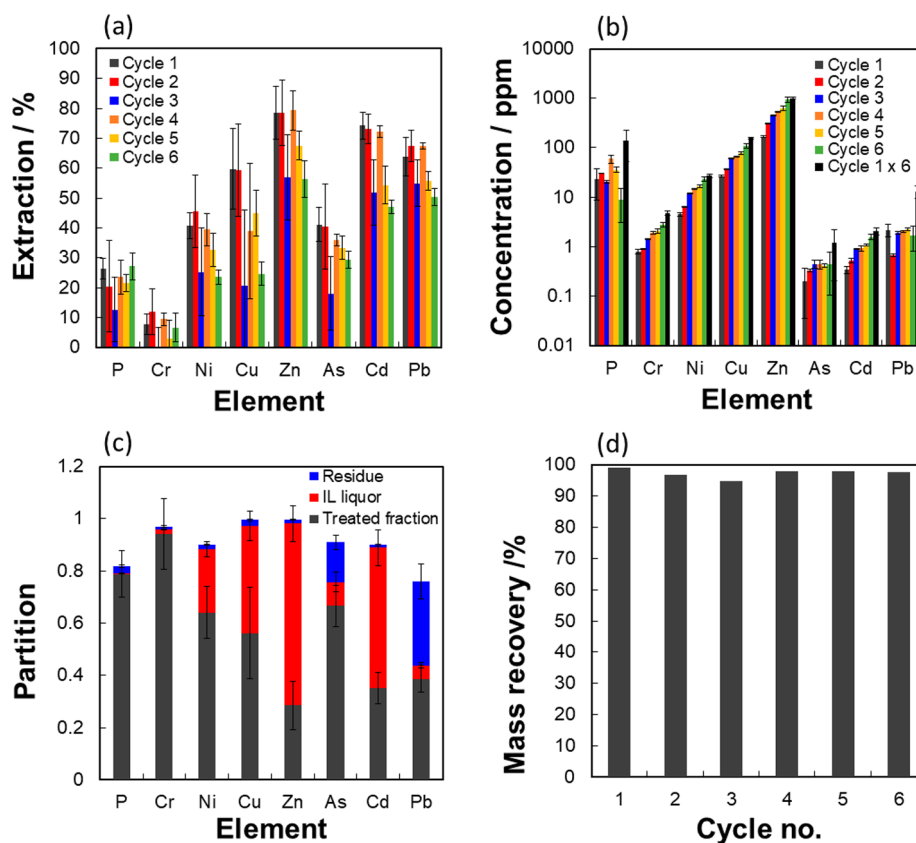 (a)
100
90
80
70
60
50
40
30
20
10
0
Extraction / %
Cycle 1
Cycle 2
Cycle 3
Cycle 4
Cycle 5
Cycle 6
P Cr Ni Cu Zn As Cd Pb
Element
(b)
10000
1000
100
10
1
0.1
0.01
Concentration / ppm
Cycle 1
Cycle 2
Cycle 3
Cycle 4
Cycle 5
Cycle 6
Cycle 1 x 6
P Cr Ni Cu Zn As Cd Pb
Element
(c)
1.2
1
0.8
0.6
0.4
0.2
0
Partition
Residue
IL liquor
Treated fraction
P Cr Ni Cu Zn As Cd Pb
Element
(d)
100
90
80
70
60
50
40
30
20
10
0
Mass recovery /%
1 2 3 4 5 6
Cycle no.